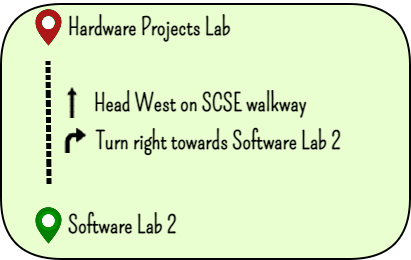 Hardware Projects Lab
Head West on SCSE walkway
Turn right towards Software Lab 2
Software Lab 2